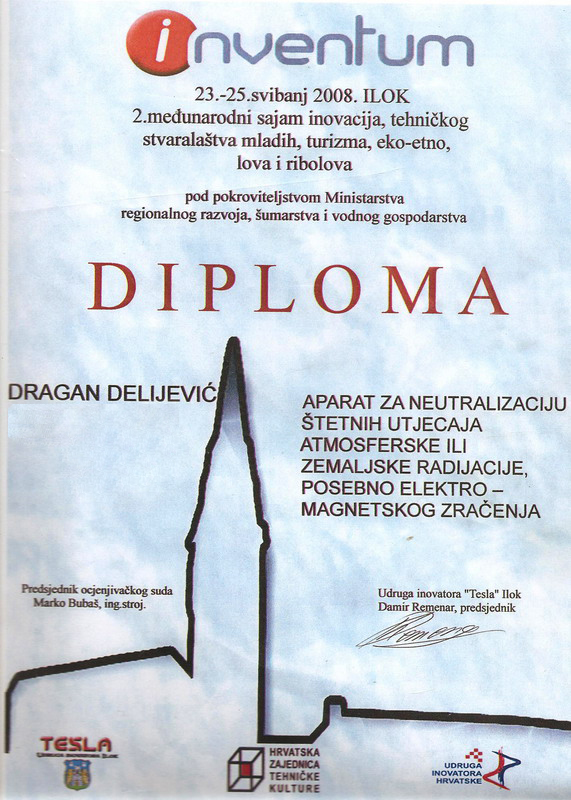 inventum
23.-25.svibanj 2008. ILOK
2.međunarodni sajam inovacija, tehničkog
stvaralaštva mladih, turizma, eko-etno,
lova i ribolova
pod pokroviteljstvom Ministarstva
regionalnog razvoja, šumarstva i vodnog gospodarstva
DIPLOMA
DRAGAN DELIJEVIĆ
APARAT ZA NEUTRALIZACIJU
ŠTETNIH UTJECAJA
ATMOSFERSKE ILI
ZEMALJSKE RADIJACIJE,
POSEBNO ELEKTRO –
MAGNETSKOG ZRAČENJA
Predsjednik ocjenjivačkog suda
Marko Bubaš, ing.stroj.
Udruga inovatora "Tesla" Ilok
Damir Remenar, predsjednik
TESLA
UDRUGA INOVATORA ILOK
HRVATSKA
ZAJEDNICA
TEHNIČKE
KULTURE
UDRUGA
INOVATORA
HRVATSKE